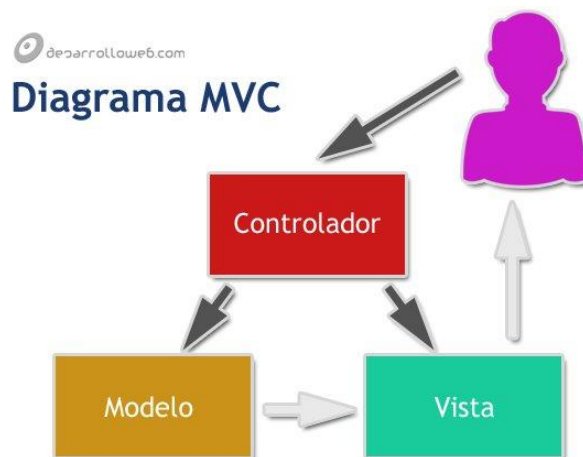 desarrolloweb.com
Diagrama MVC
Controlador
Modelo
Vista